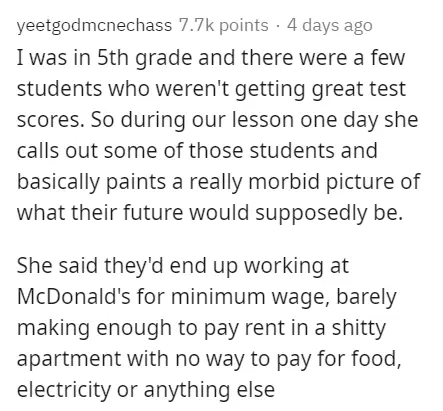 yeetgodmcnechass 7.7k points · 4 days ago
I was in 5th grade and there were a few
students who weren't getting great test
scores. So during our lesson one day she
calls out some of those students and
basically paints a really morbid picture of
what their future would supposedly be.
She said they'd end up working at
McDonald's for minimum wage, barely
making enough to pay rent in a shitty
apartment with no way to pay for food,
electricity or anything else